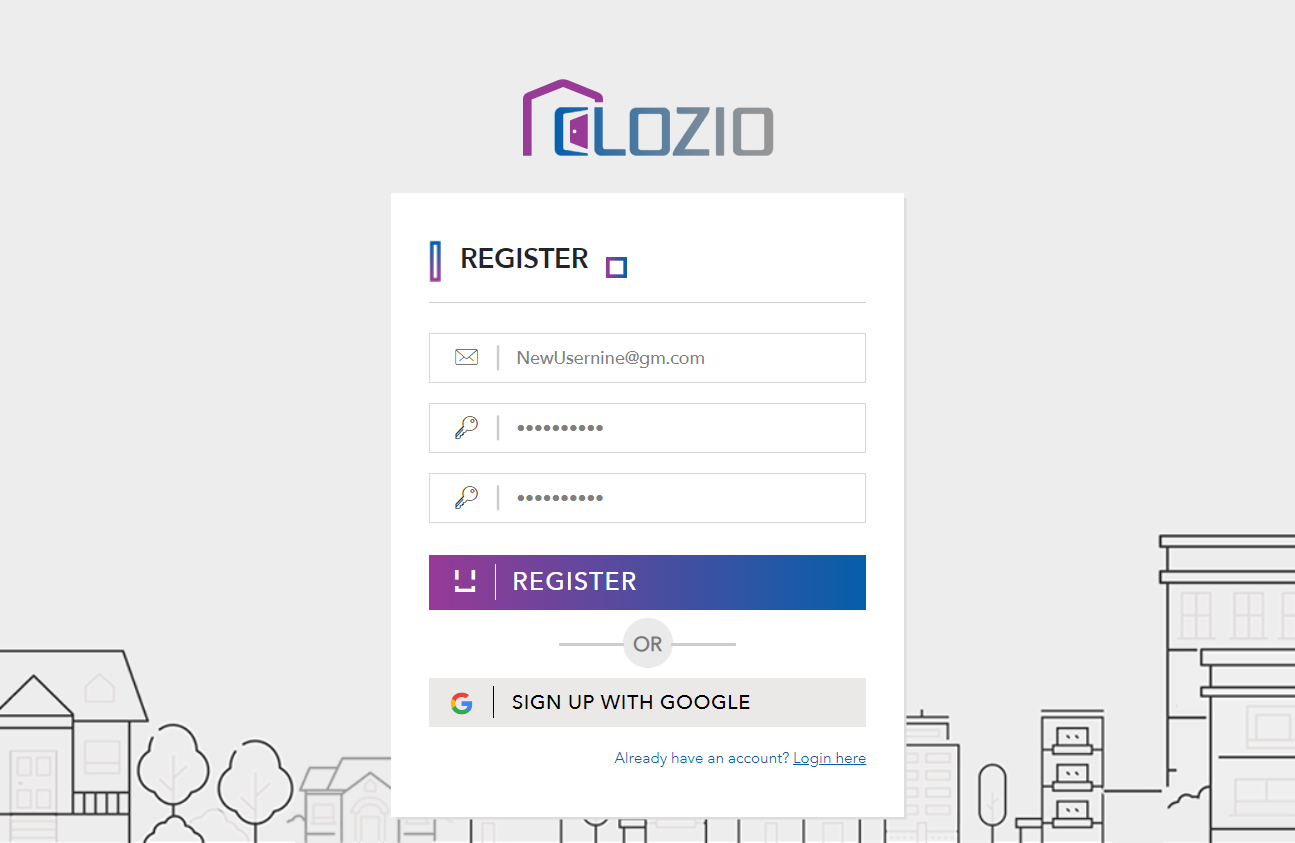 CLOZIO
REGISTER
NewUsernine@gm.com
••••••••••
••••••••••
REGISTER
OR
SIGN UP WITH GOOGLE
Already have an account? Login here